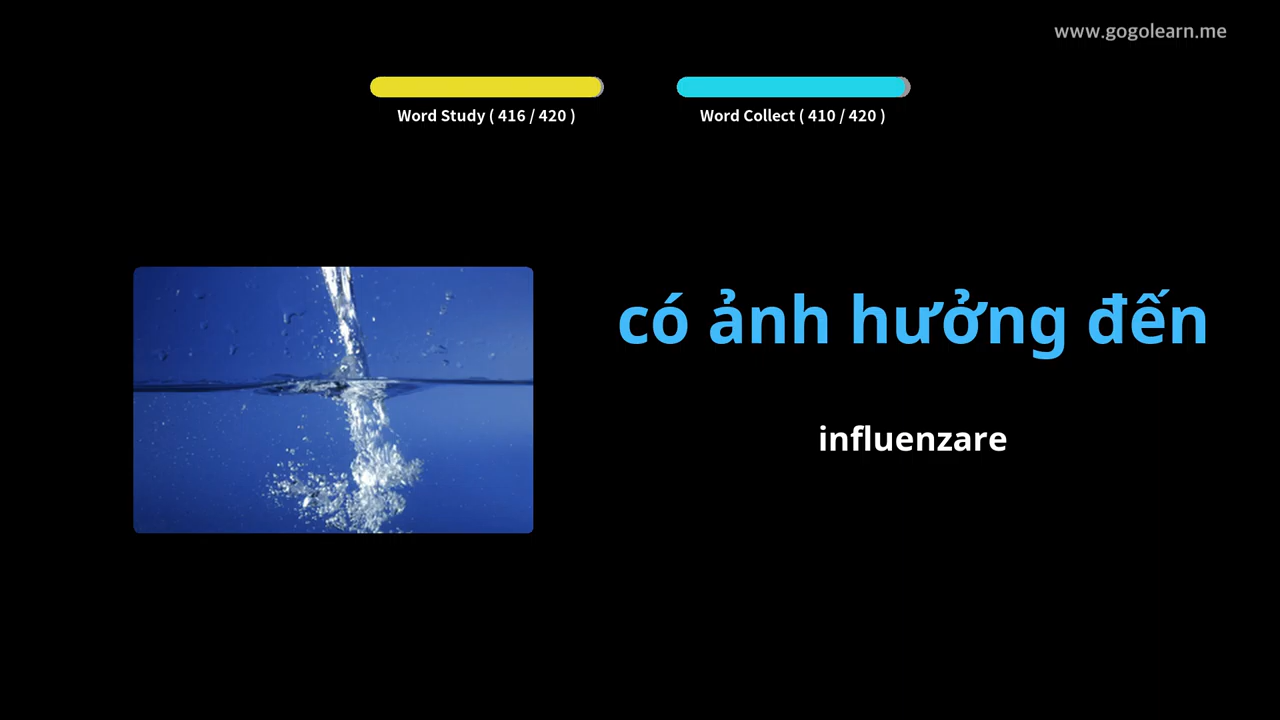 www.gogolearn.me
Word Study ( 416 / 420 )
Word Collect ( 410 / 420 )
có ảnh hưởng đến
influenzare